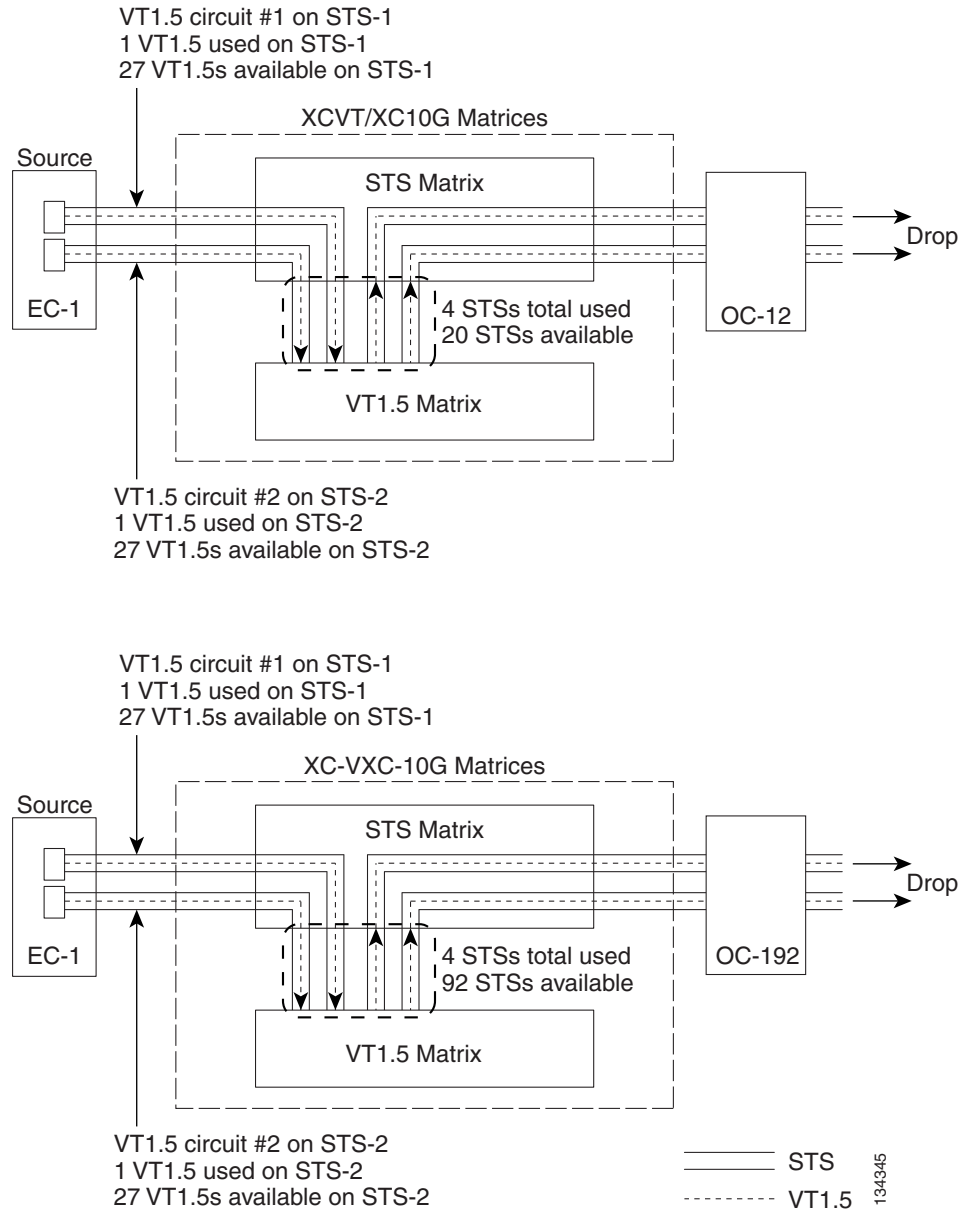 VT1.5 circuit #1 on STS-1
1 VT1.5 used on STS-1
27 VT1.5s available on STS-1
XCVT/XC10G Matrices
Source
STS Matrix
Drop
EC-1
4 STSs total used
20 STSs available
OC-12
VT1.5 Matrix
VT1.5 circuit #2 on STS-2
1 VT1.5 used on STS-2
27 VT1.5s available on STS-2
VT1.5 circuit #1 on STS-1
1 VT1.5 used on STS-1
27 VT1.5s available on STS-1
XC-VXC-10G Matrices
Source
STS Matrix
Drop
EC-1
4 STSs total used
92 STSs available
OC-192
VT1.5 Matrix
VT1.5 circuit #2 on STS-2
1 VT1.5 used on STS-2
27 VT1.5s available on STS-2
STS
VT1.5
134345